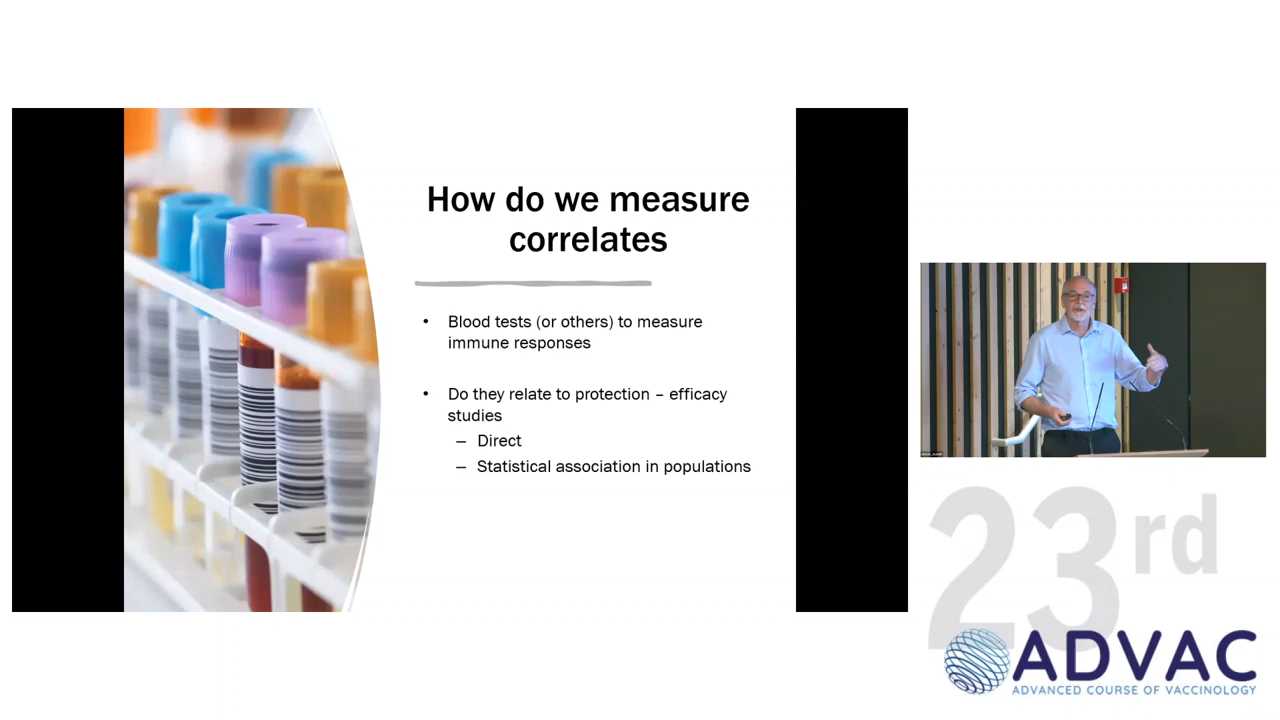 How do we measure
correlates
• Blood tests (or others) to measure
immune responses
• Do they relate to protection – efficacy
studies
– Direct
– Statistical association in populations
23rd
ADVAC
ADVANCED COURSE OF VACCINOLOGY